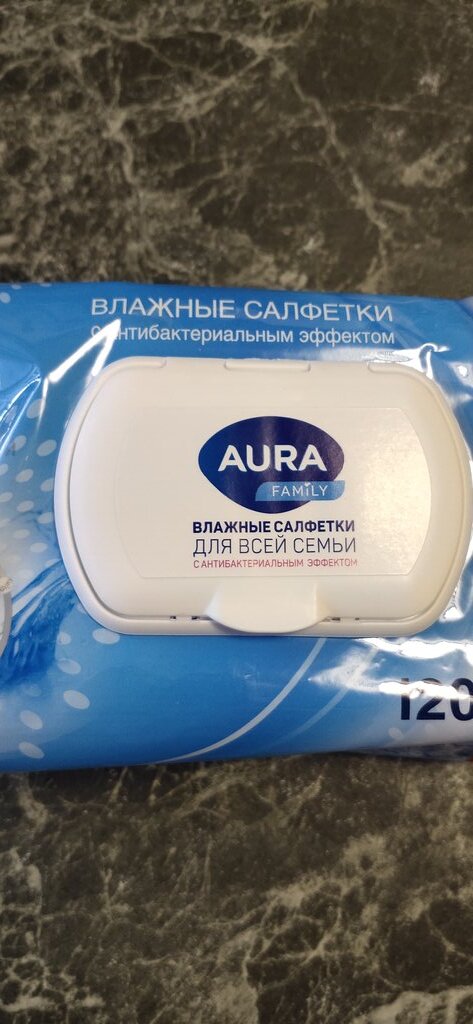 ВЛАЖНЫЕ САЛФЕТКИ
с антибактериальным эффектом
AURA
FAMILY
ВЛАЖНЫЕ САЛФЕТКИ
ДЛЯ ВСЕЙ СЕМЬИ
С АНТИБАКТЕРИАЛЬНЫМ ЭФФЕКТОМ
120